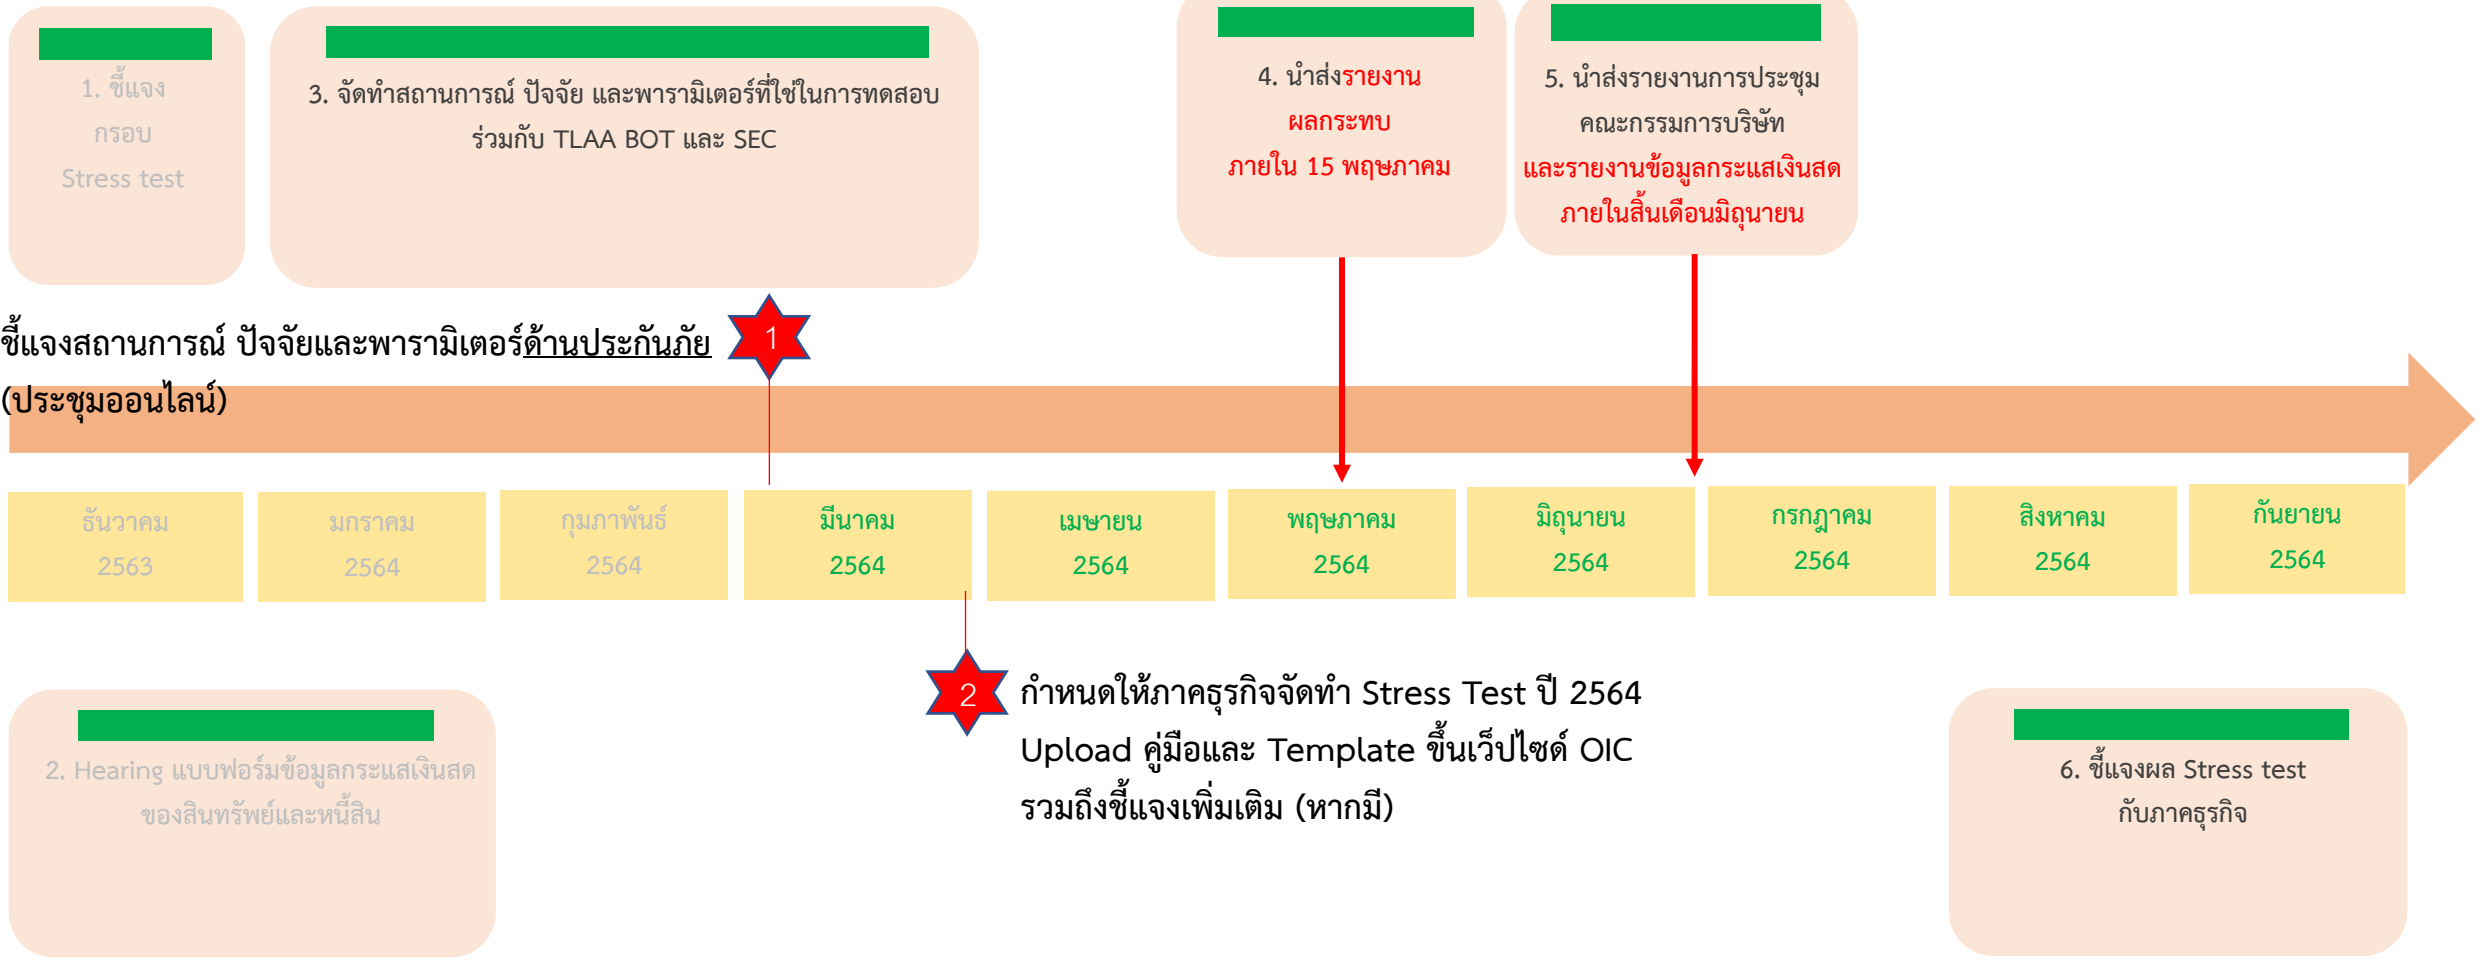 1. ชี้แจง
กรอบ
Stress test
3. จัดทำสถานการณ์ ปัจจัย และพารามิเตอร์ที่ใช่ในการทดสอบ
ร่วมกับ TLAA BOT และ SEC
4. นำส่งรายงาน
ผลกระทบ
ภายใน 15 พฤษภาคม
5. นำส่งรายงานการประชุม
คณะกรรมการบริษัท
และรายงานข้อมูลกระแสเงินสด
ภายในสิ้นเดือนมิถุนายน
ชี้แจงสถานการณ์ ปัจจัยและพารามิเตอร์ด้านประกันภัย
(ประชุมออนไลน์)
1
ธันวาคม
2563
มกราคม
2564
กุมภาพันธ์
2564
มีนาคม
2564
เมษายน
2564
พฤษภาคม
2564
มิถุนายน
2564
กรกฎาคม
2564
สิงหาคม
2564
กันยายน
2564
2. Hearing แบบฟอร์มข้อมูลกระแสเงินสด
ของสินทรัพย์และหนี้สิน
2
กำหนดให้ภาคธุรกิจจัดทำ Stress Test ปี 2564
Upload คู่มือและ Template ขึ้นเว็ปไซด์ OIC
รวมถึงชี้แจงเพิ่มเติม (หากมี)
6. ชี้แจงผล Stress test
กับภาคธุรกิจ